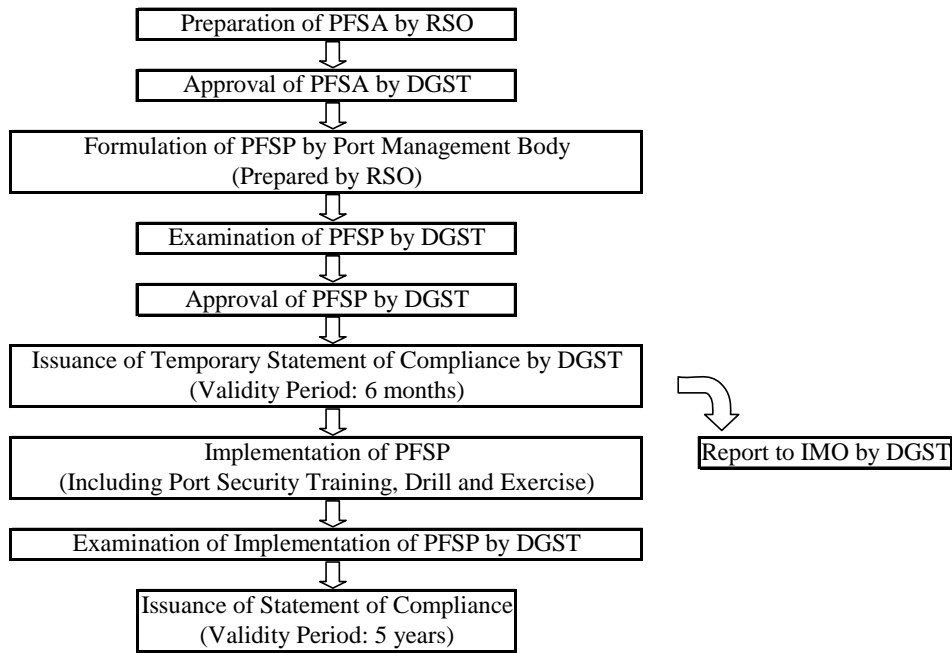 Preparation of PFSA by RSO
Approval of PFSA by DGST
Formulation of PFSP by Port Management Body
(Prepared by RSO)
Examination of PFSP by DGST
Approval of PFSP by DGST
Issuance of Temporary Statement of Compliance by DGST
(Validity Period: 6 months)
Report to IMO by DGST
Implementation of PFSP
(Including Port Security Training, Drill and Exercise)
Examination of Implementation of PFSP by DGST
Issuance of Statement of Compliance
(Validity Period: 5 years)